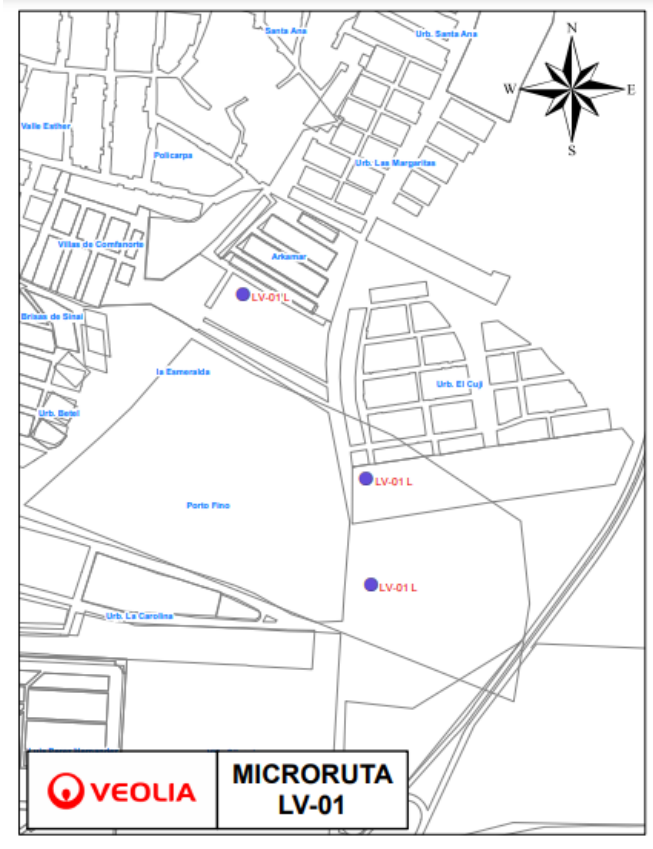 Santa Ana
Urb. Santa Ana
N
W
E
S
Valle Esther
Policarpa
Urb. Las Margaritas
Villas de Comfanorte
Arkamar
LV-01 L
Brisas de Sinai
la Esmeralda
Urb. El Cuji
Urb. Betel
LV-01 L
Porto Fino
LV-01 L
Urb. La Carolina
VEOLIA
MICRORUTA
LV-01